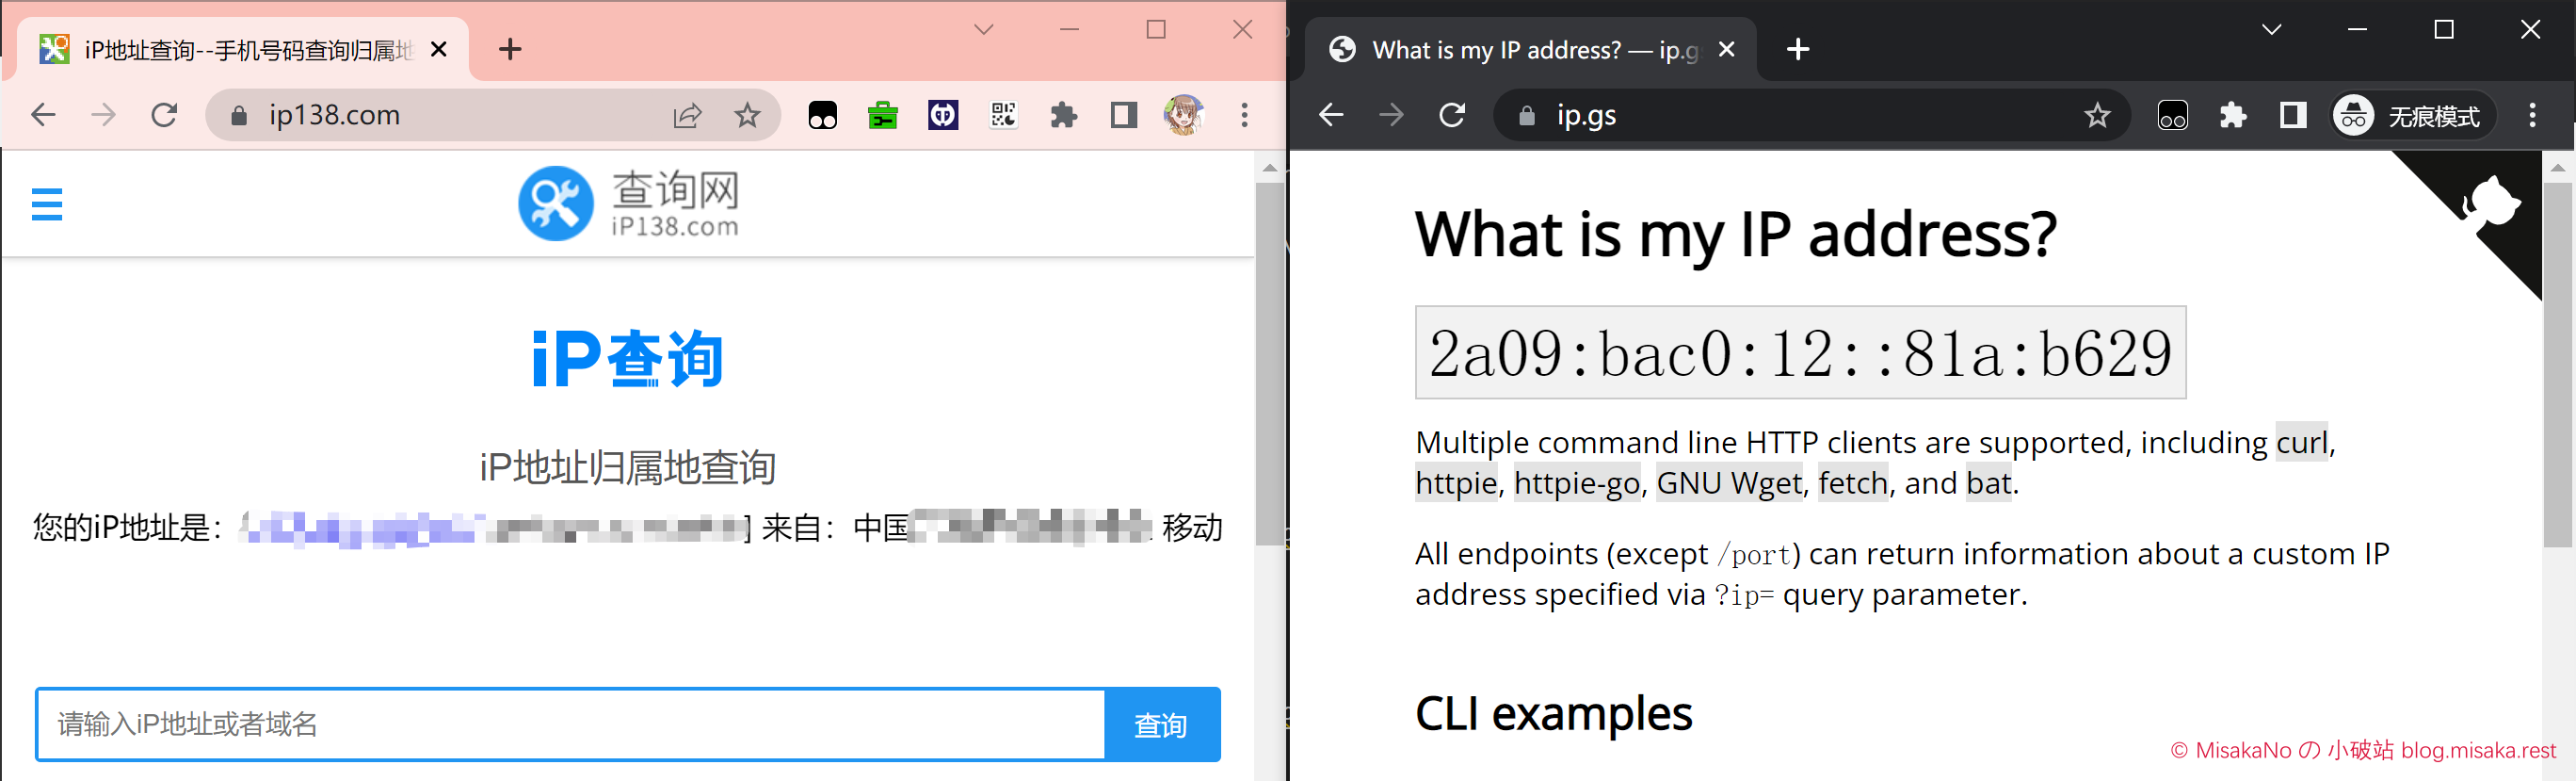 iP地址查询--手机号码查询归属地
ip138.com
查询网
iP138.com
iP查询
iP地址归属地查询
您的iP地址是：
] 来自：中国
移动
请输入iP地址或者域名
查询
What is my IP address? — ip.g
ip.gs
无痕模式
What is my IP address?
2a09:bac0:12::81a:b629
Multiple command line HTTP clients are supported, including curl,
httpie, httpie-go, GNU Wget, fetch, and bat.
All endpoints (except /port) can return information about a custom IP
address specified via ?ip= query parameter.
CLI examples
© MisakaNo の 小破站 blog.misaka.rest